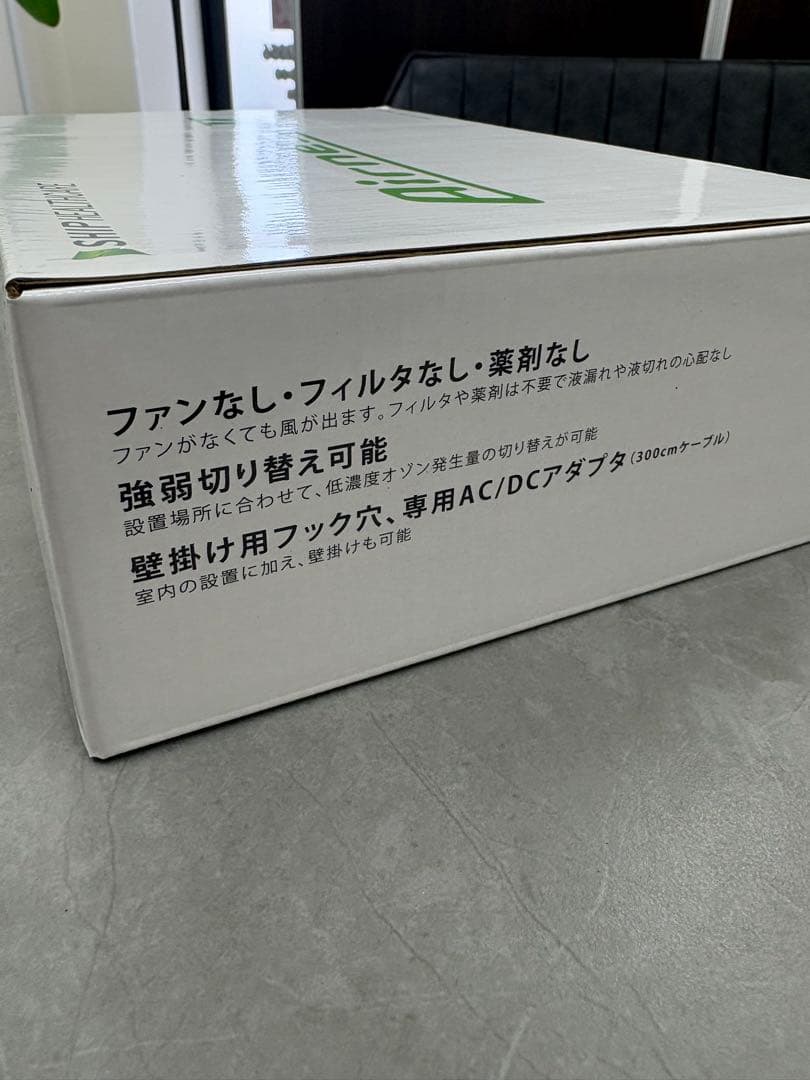 SHIPHEALTHCARE
ファンなし・フィルタなし・薬剤なし
ファンがなくても風が出ます。フィルタや薬剤は不要で液漏れや液切れの心配なし
強弱切り替え可能
設置場所に合わせて、低濃度オゾン発生量の切り替えが可能
壁掛け用フック穴、専用AC/DCアダプタ(300cmケーブル)
室内の設置に加え、壁掛けも可能